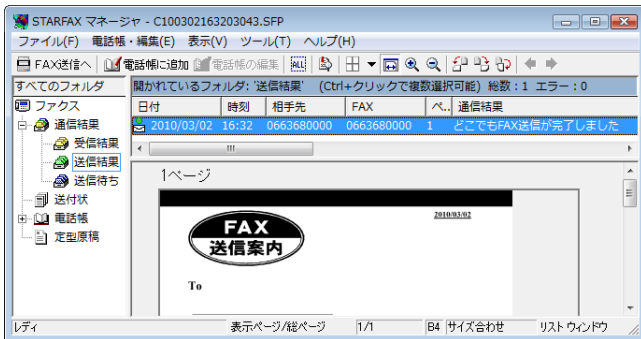 STARFAX マネージャ - C100302163203043.SFP
ファイル(F) 電話帳・編集(E) 表示(V) ツール(T) ヘルプ(H)
FAX送信へ 電話帳に追加 電話帳の編集 ALL
すべてのフォルダ
開かれているフォルダ: '送信結果' (Ctrl+クリックで複数選択可能) 総数 : 1 エラー : 0
ファクス
通信結果
受信結果
送信結果
送信待ち
送付状
電話帳
定型原稿
日付 時刻 相手先 FAX ペ... 通信結果
2010/03/02 16:32 0663680000 0663680000 1 どこでもFAX送信が完了しました
1ページ
2010/03/02
FAX
送信案内
To
レディ 表示ページ/総ページ 1/1 B4 サイズ合わせ リスト ウィンドウ